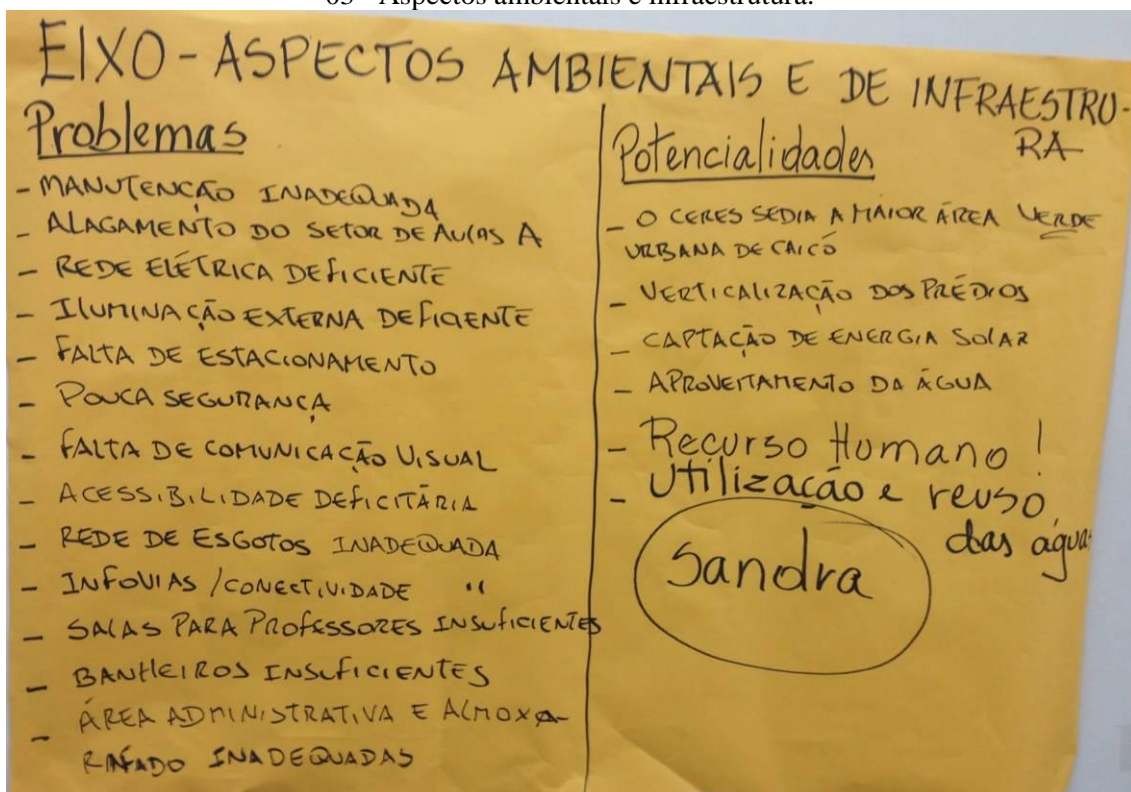 03 - Aspectos ambientais e infraestrutura.
EIXO - ASPECTOS AMBIENTAIS E DE INFRAESTRU-
RA
Problemas
- MANUTENÇÃO INADEQUADA
- ALAGAMENTO DO SETOR DE AULAS A
- REDE ELÉTRICA DEFICIENTE
- ILUMINAÇÃO EXTERNA DEFICIENTE
- FALTA DE ESTACIONAMENTO
- POUCA SEGURANÇA
- FALTA DE COMUNICAÇÃO VISUAL
- ACESSIBILIDADE DEFICITÁRIA
- REDE DE ESGOTOS INADEQUADA
- INFOVIAS / CONECTIVIDADE "
- SALAS PARA PROFESSORES INSUFICIENTES
- BANHEIROS INSUFICIENTES
- ÁREA ADMINISTRATIVA E ALMOXA-
RIFADO INADEQUADAS
Potencialidades
- O CERES SEDIA A MAIOR ÁREA VERDE
URBANA DE CAICÓ
- VERTICALIZAÇÃO DOS PRÉDIOS
- CAPTAÇÃO DE ENERGIA SOLAR
- APROVEITAMENTO DA ÁGUA
- Recurso Humano !
- Utilização e reuso
das águas
Sandra